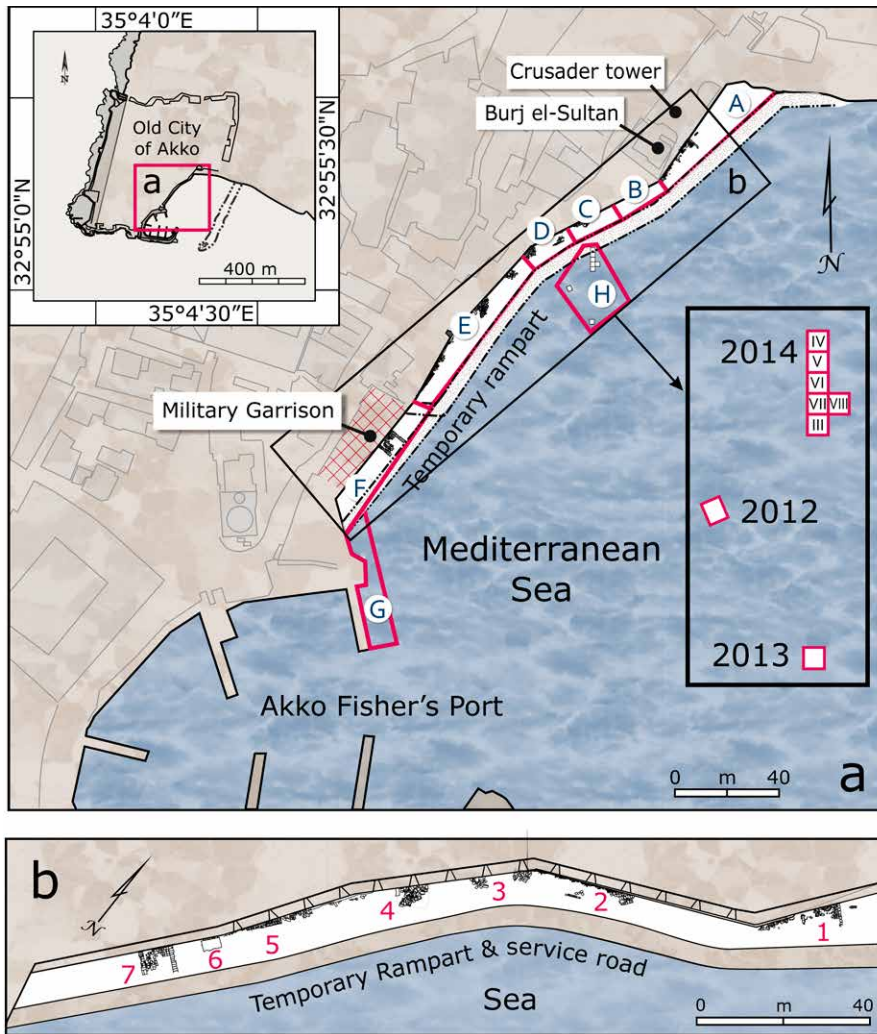 35°4'0"E
32°55'30"N
32°55'0"N
35°4'30"E
N
Old City
of Akko
a
400 m
Crusader tower
Burj el-Sultan
A
B
b
C
D
H
E
N
Temporary rampart
Military Garrison
F
2014
IV
V
VI
VII
VIII
III
2012
2013
Mediterranean
Sea
G
Akko Fisher's Port
0 m 40
a
b
N
1
2
3
4
5
6
7
Temporary Rampart & service road
Sea
0 m 40